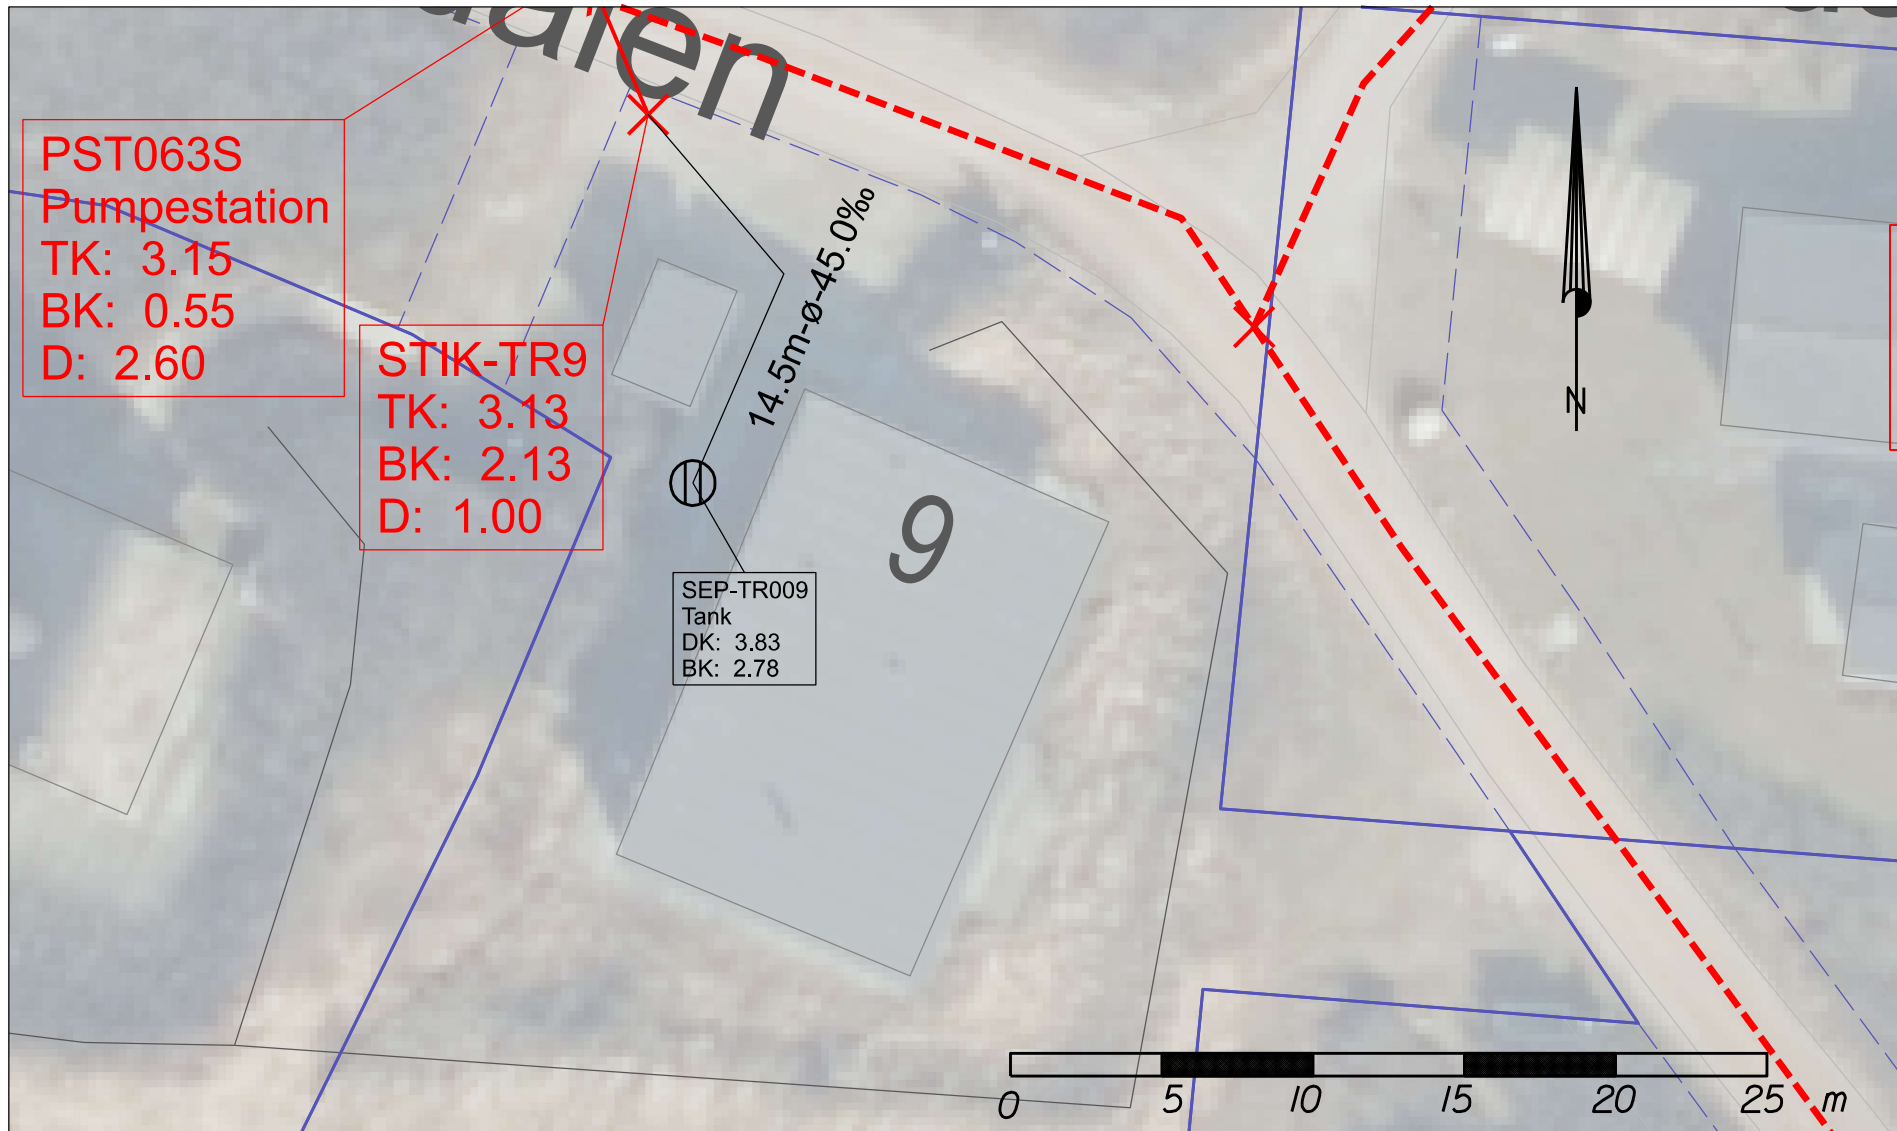 PST063S
Pumpestation
TK: 3.15
BK: 0.55
D: 2.60
STIK-TR9
TK: 3.13
BK: 2.13
D: 1.00
14.5m-ø-45.0‰
9
SEP-TR009
Tank
DK: 3.83
BK: 2.78
N
0 5 10 15 20 25 m